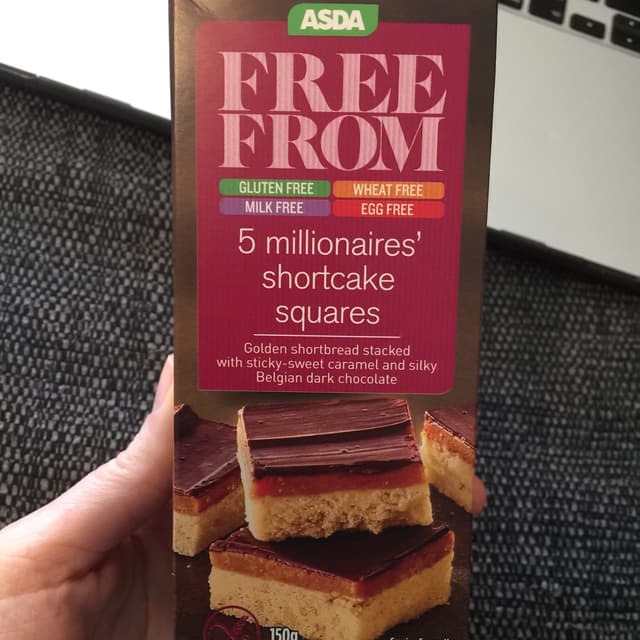 ASDA
FREE
FROM
GLUTEN FREE
WHEAT FREE
MILK FREE
EGG FREE
5 millionaires'
shortcake
squares
Golden shortbread stacked
with sticky-sweet caramel and silky
Belgian dark chocolate
150g